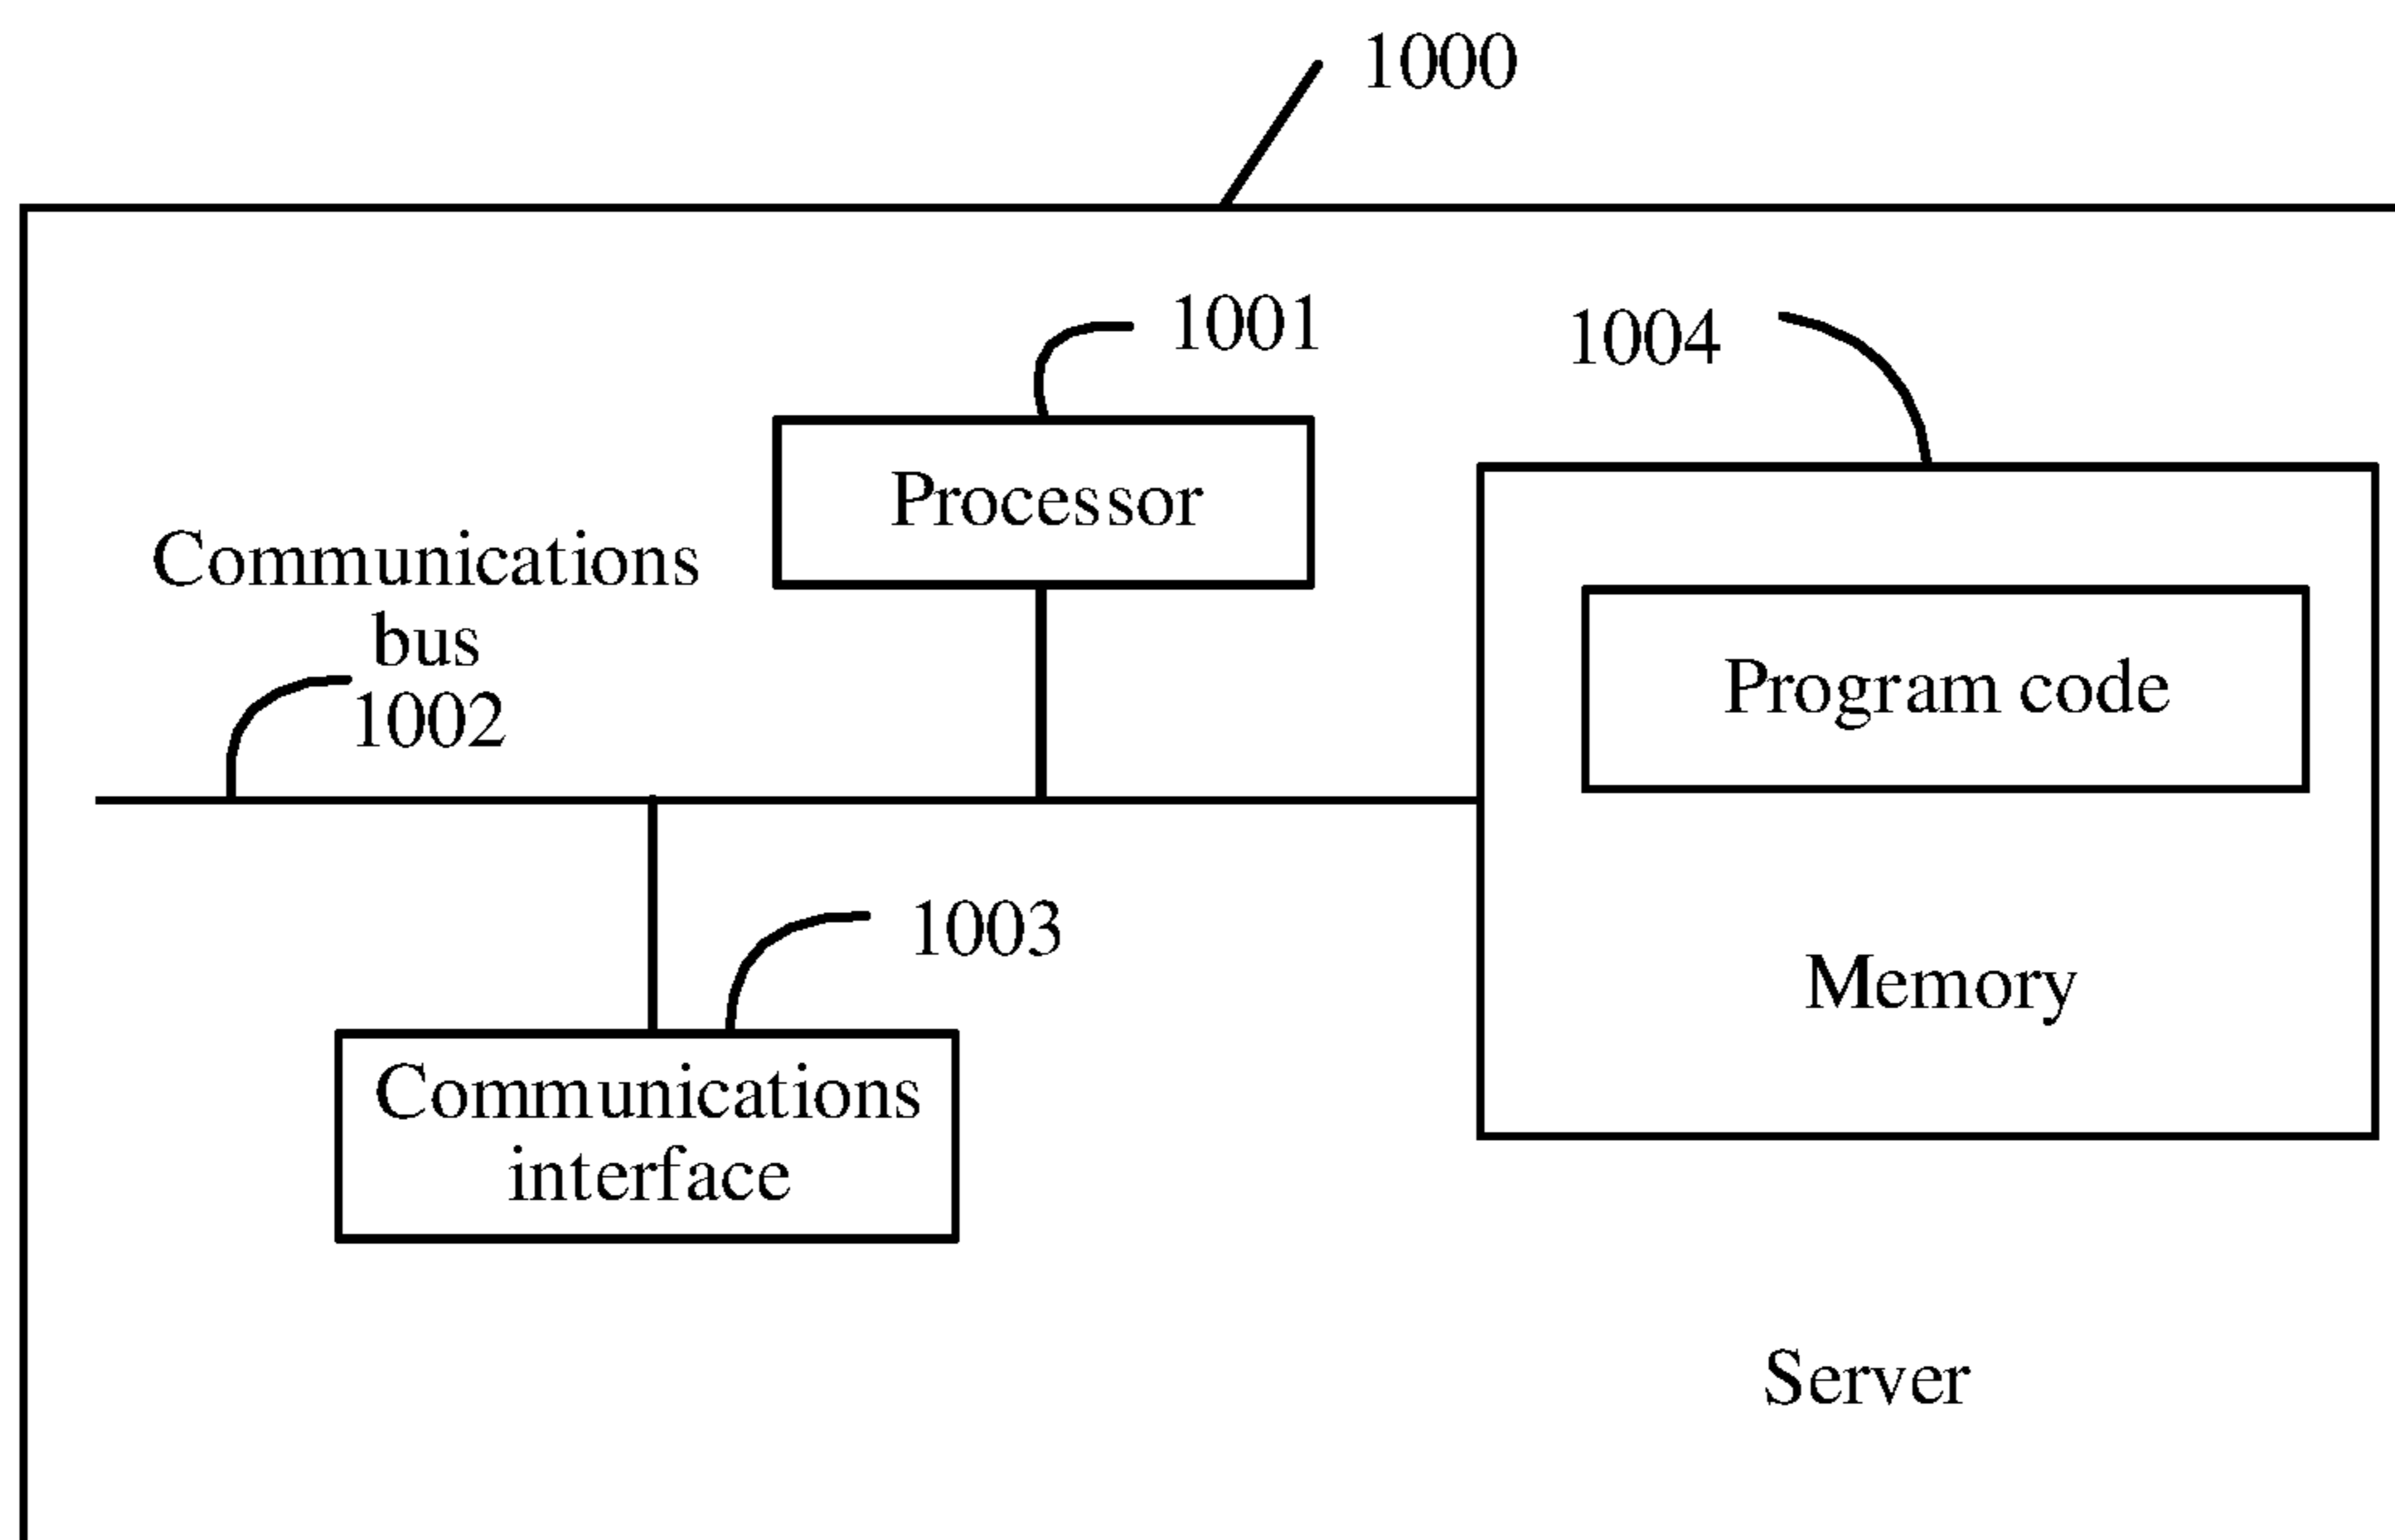 1000
1001
1004
Processor
Communications
bus
1002
Program code
1003
Memory
Communications
interface
Server